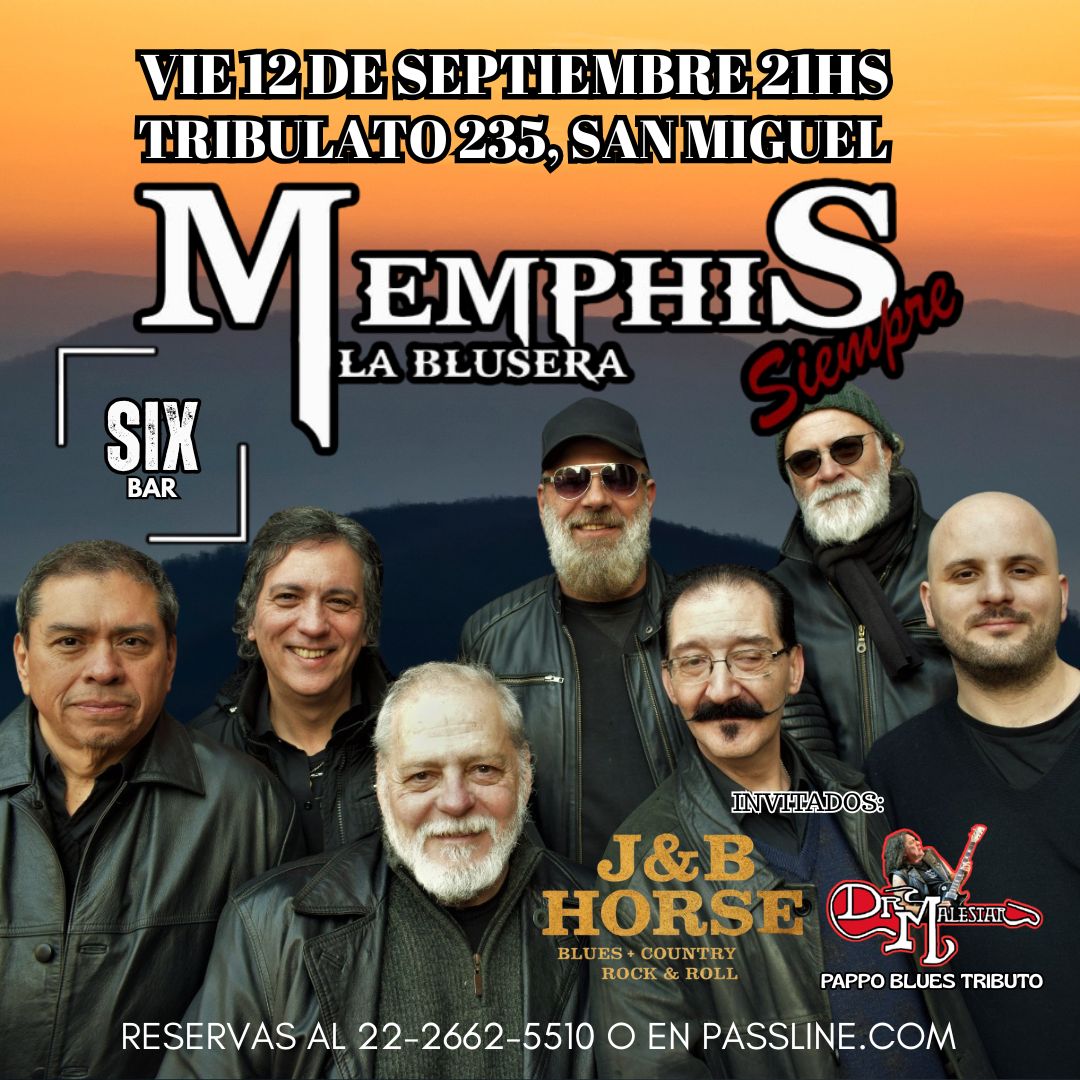 VIE 12 DE SEPTIEMBRE 21HS
TRIBULATO 235, SAN MIGUEL
MEMPHIS
LA BLUSERA
Siempre
SIX
BAR
INVITADOS:
J&B
HORSE
BLUES + COUNTRY
ROCK & ROLL
DR MALESTAR
PAPPO BLUES TRIBUTO
RESERVAS AL 22-2662-5510 O EN PASSLINE.COM